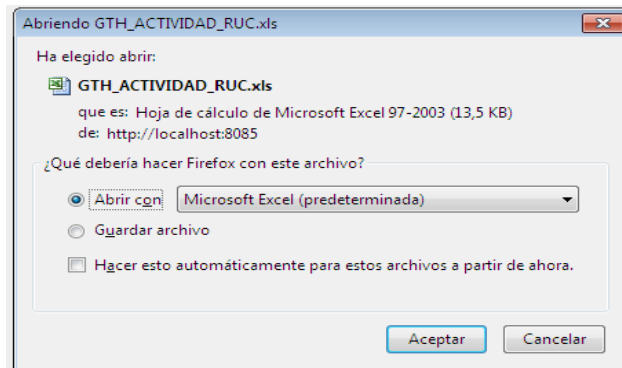 Abriendo GTH_ACTIVIDAD_RUC.xls
Ha elegido abrir:
GTH_ACTIVIDAD_RUC.xls
que es: Hoja de cálculo de Microsoft Excel 97-2003 (13,5 KB)
de: http://localhost:8085
¿Qué debería hacer Firefox con este archivo?
Abrir con Microsoft Excel (predeterminada)
Guardar archivo
Hacer esto automáticamente para estos archivos a partir de ahora.
Aceptar Cancelar